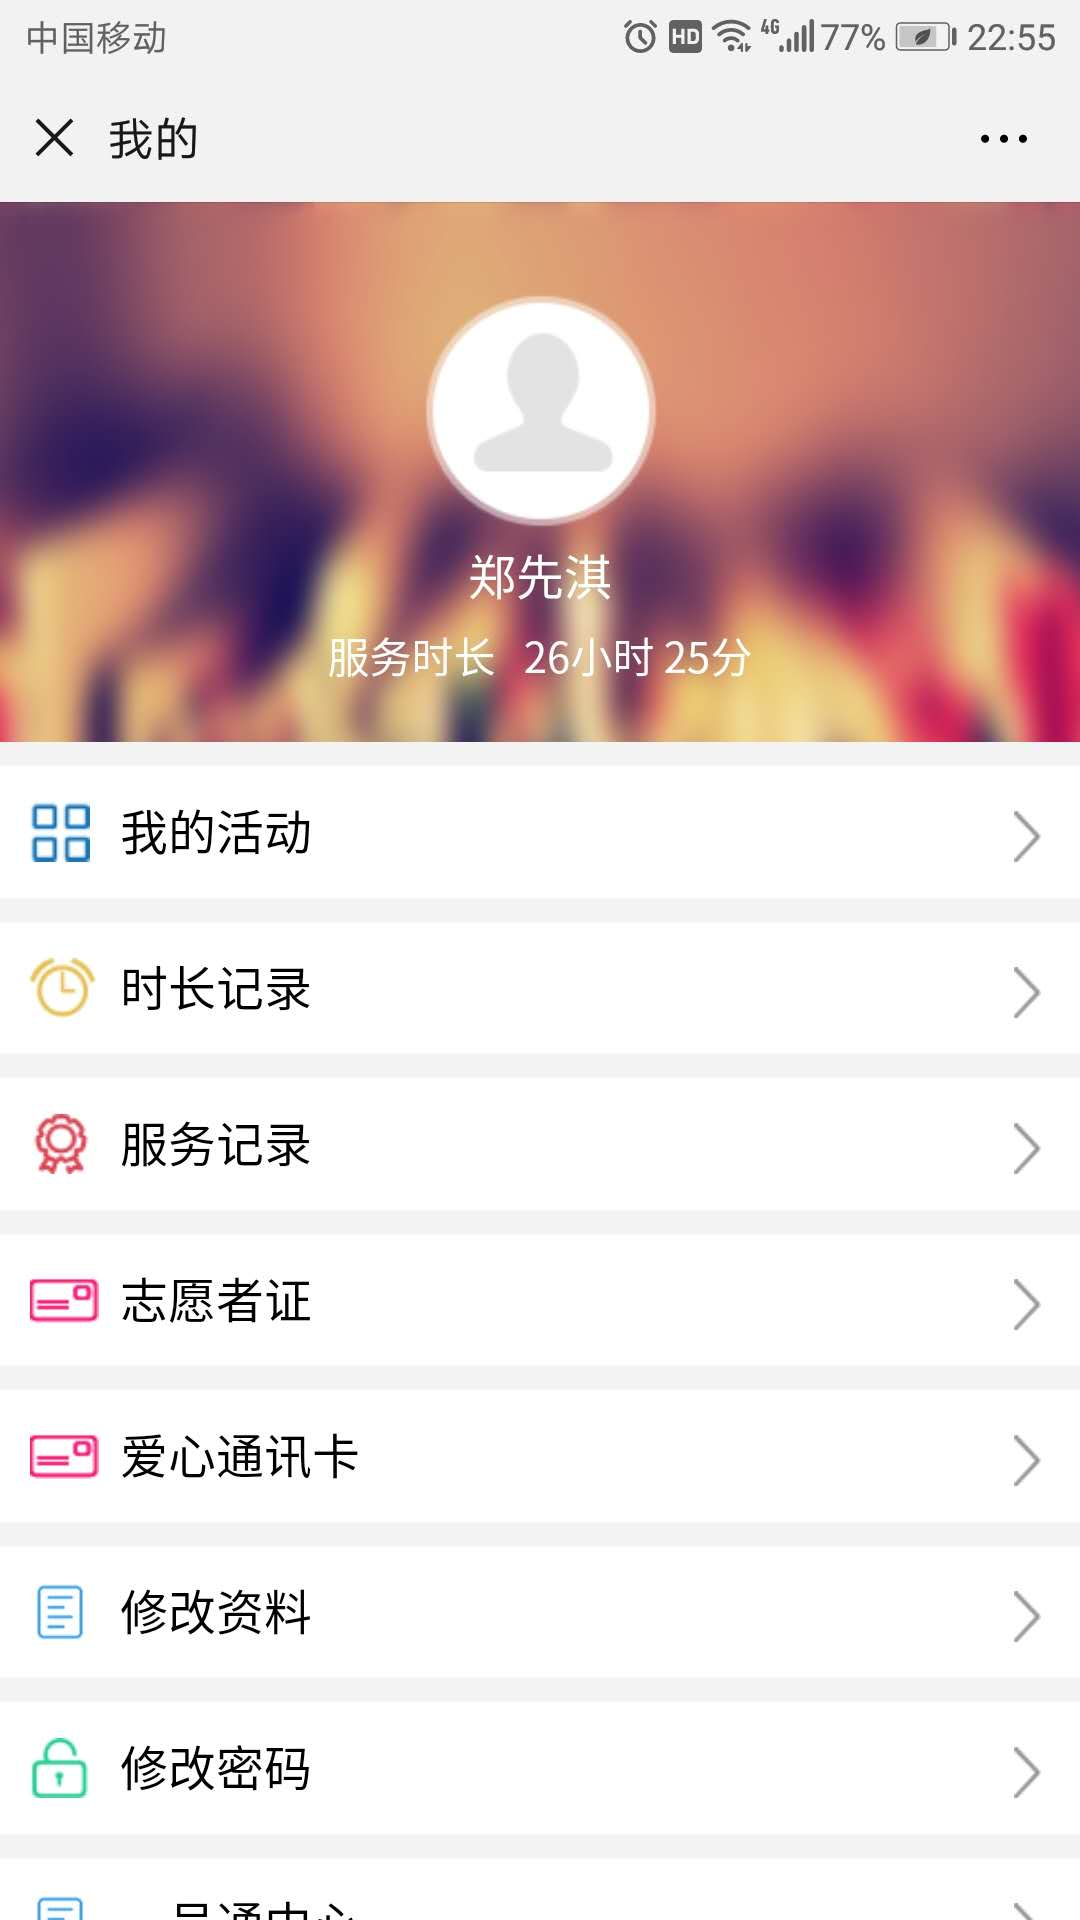 中国移动 HD 4G 77% 22:55
我的
郑先淇
服务时长 26小时 25分
我的活动
时长记录
服务记录
志愿者证
爱心通讯卡
修改资料
修改密码